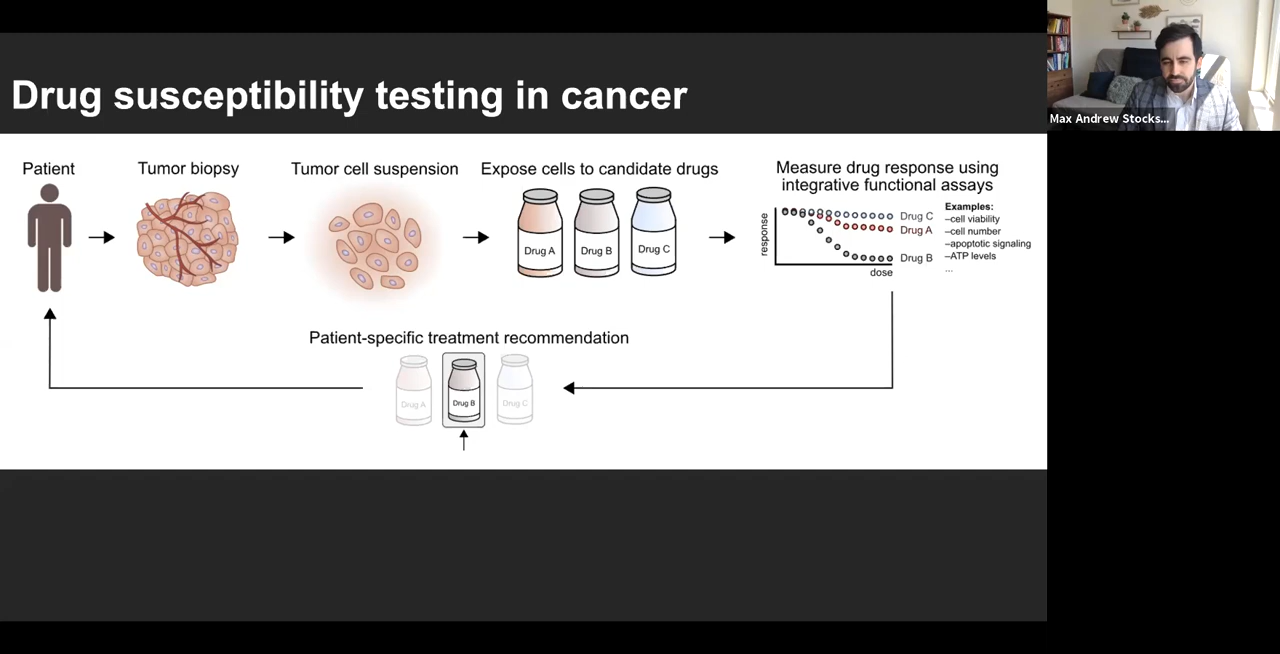 Drug susceptibility testing in cancer
Max Andrew Stocks...
Patient
Tumor biopsy
Tumor cell suspension
Expose cells to candidate drugs
Measure drug response using
integrative functional assays
Drug A
Drug B
Drug C
response
dose
Drug C
Drug A
Drug B
Examples:
–cell viability
–cell number
–apoptotic signaling
–ATP levels
...
Patient-specific treatment recommendation
Drug A
Drug B
Drug C